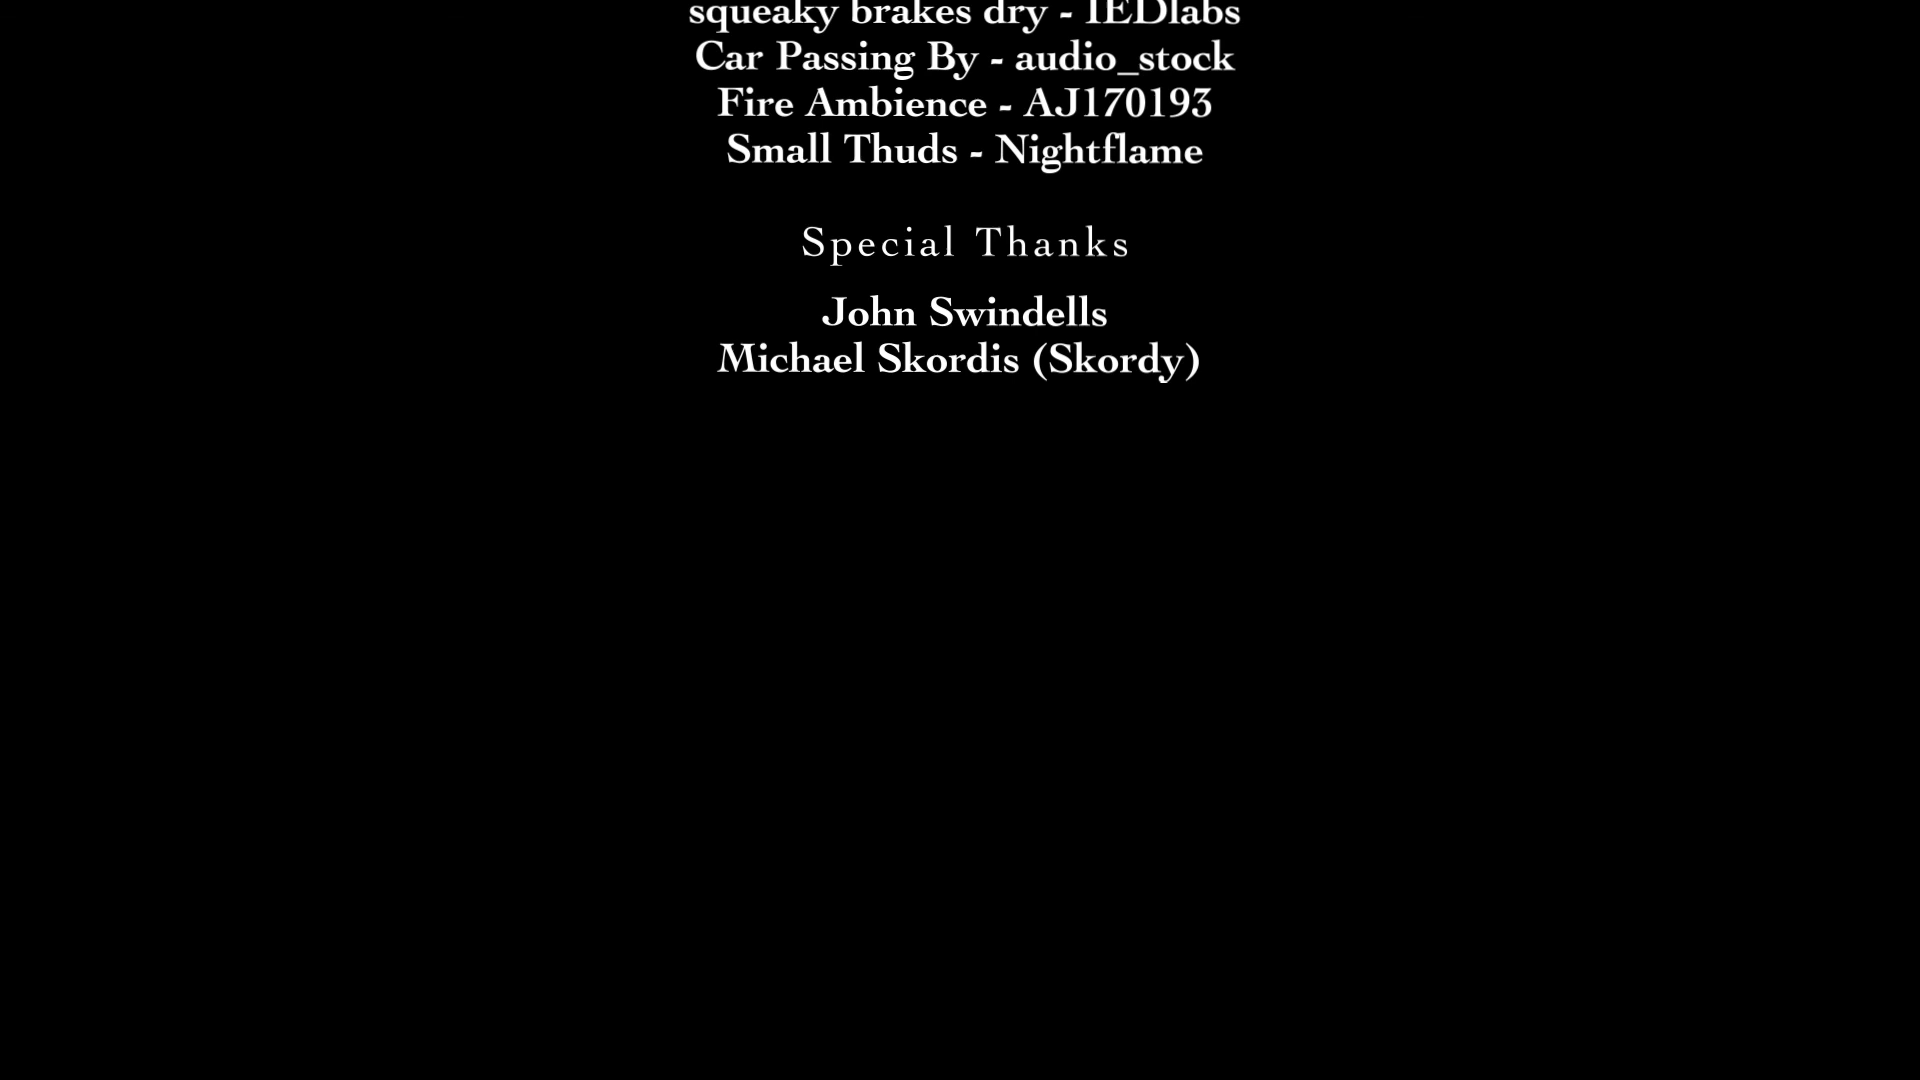 squeaky brakes dry - IEDlabs
Car Passing By - audio_stock
Fire Ambience - AJ170193
Small Thuds - Nightflame
Special Thanks
John Swindells
Michael Skordis (Skordy)